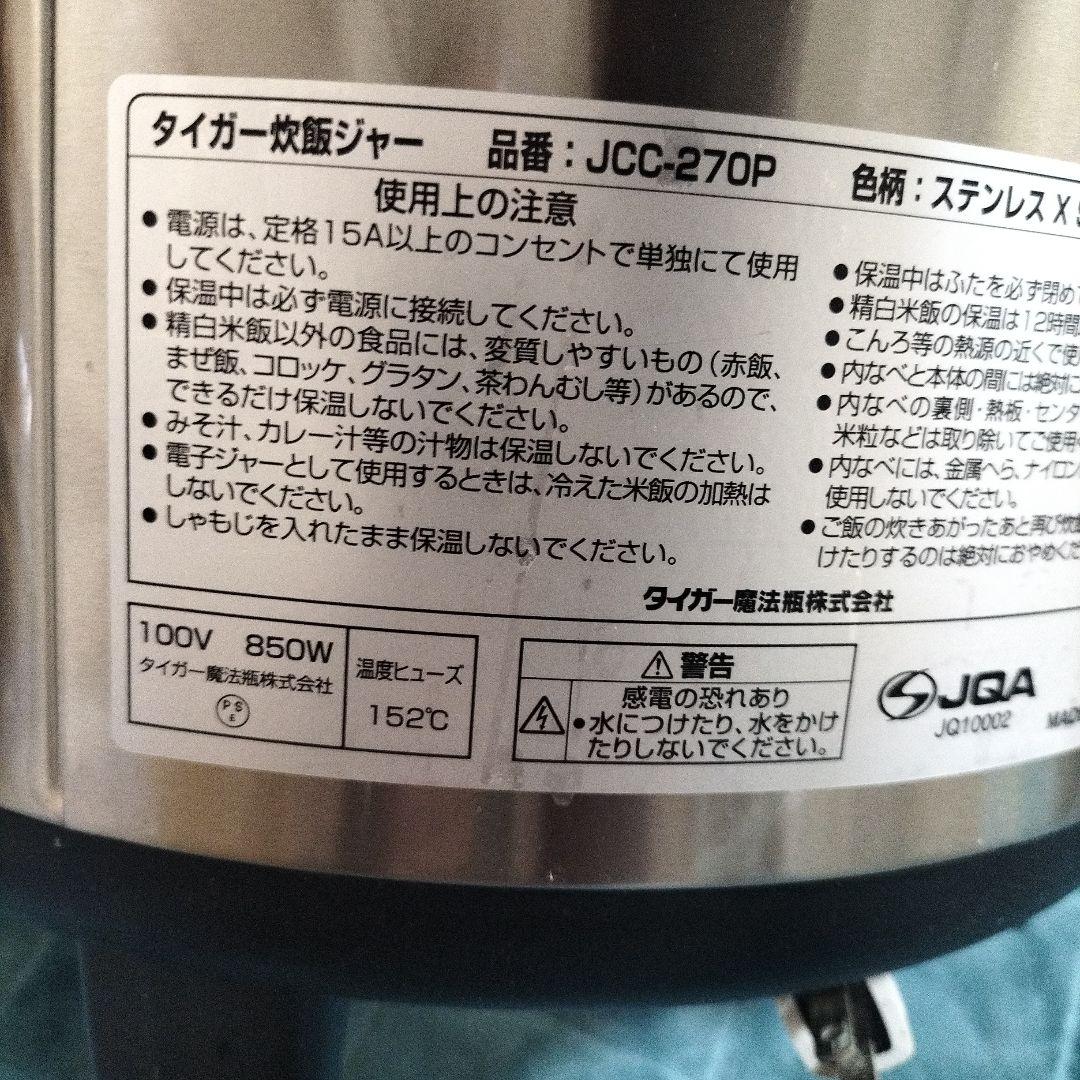 タイガー炊飯ジャー 品番：JCC-270P 色柄：ステンレス X
使用上の注意
●電源は、定格15A以上のコンセントで単独にて使用
してください。
●保温中は必ず電源に接続してください。
●精白米飯以外の食品には、変質しやすいもの（赤飯、
まぜ飯、コロッケ、グラタン、茶わんむし等）があるので、
できるだけ保温しないでください。
●みそ汁、カレー汁等の汁物は保温しないでください。
●電子ジャーとして使用するときは、冷えた米飯の加熱は
しないでください。
●しゃもじを入れたまま保温しないでください。
●保温中はふたを必ず閉め
●精白米飯の保温は12時間
●こんろ等の熱源の近くで使
●内なべと本体の間には絶対に
●内なべの裏側・熱板・センタ
米粒などは取り除いてご使用
●内なべには、金属へら、ナイロン
使用しないでください。
●ご飯の炊きあがったあと再び炊
けたりするのは絶対におやめくだ
タイガー魔法瓶株式会社
100V 850W
タイガー魔法瓶株式会社
PS
E
温度ヒューズ
152℃
⚠警告
感電の恐れあり
●水につけたり、水をかけ
たりしないでください。
JQA
JQ10002
MADE